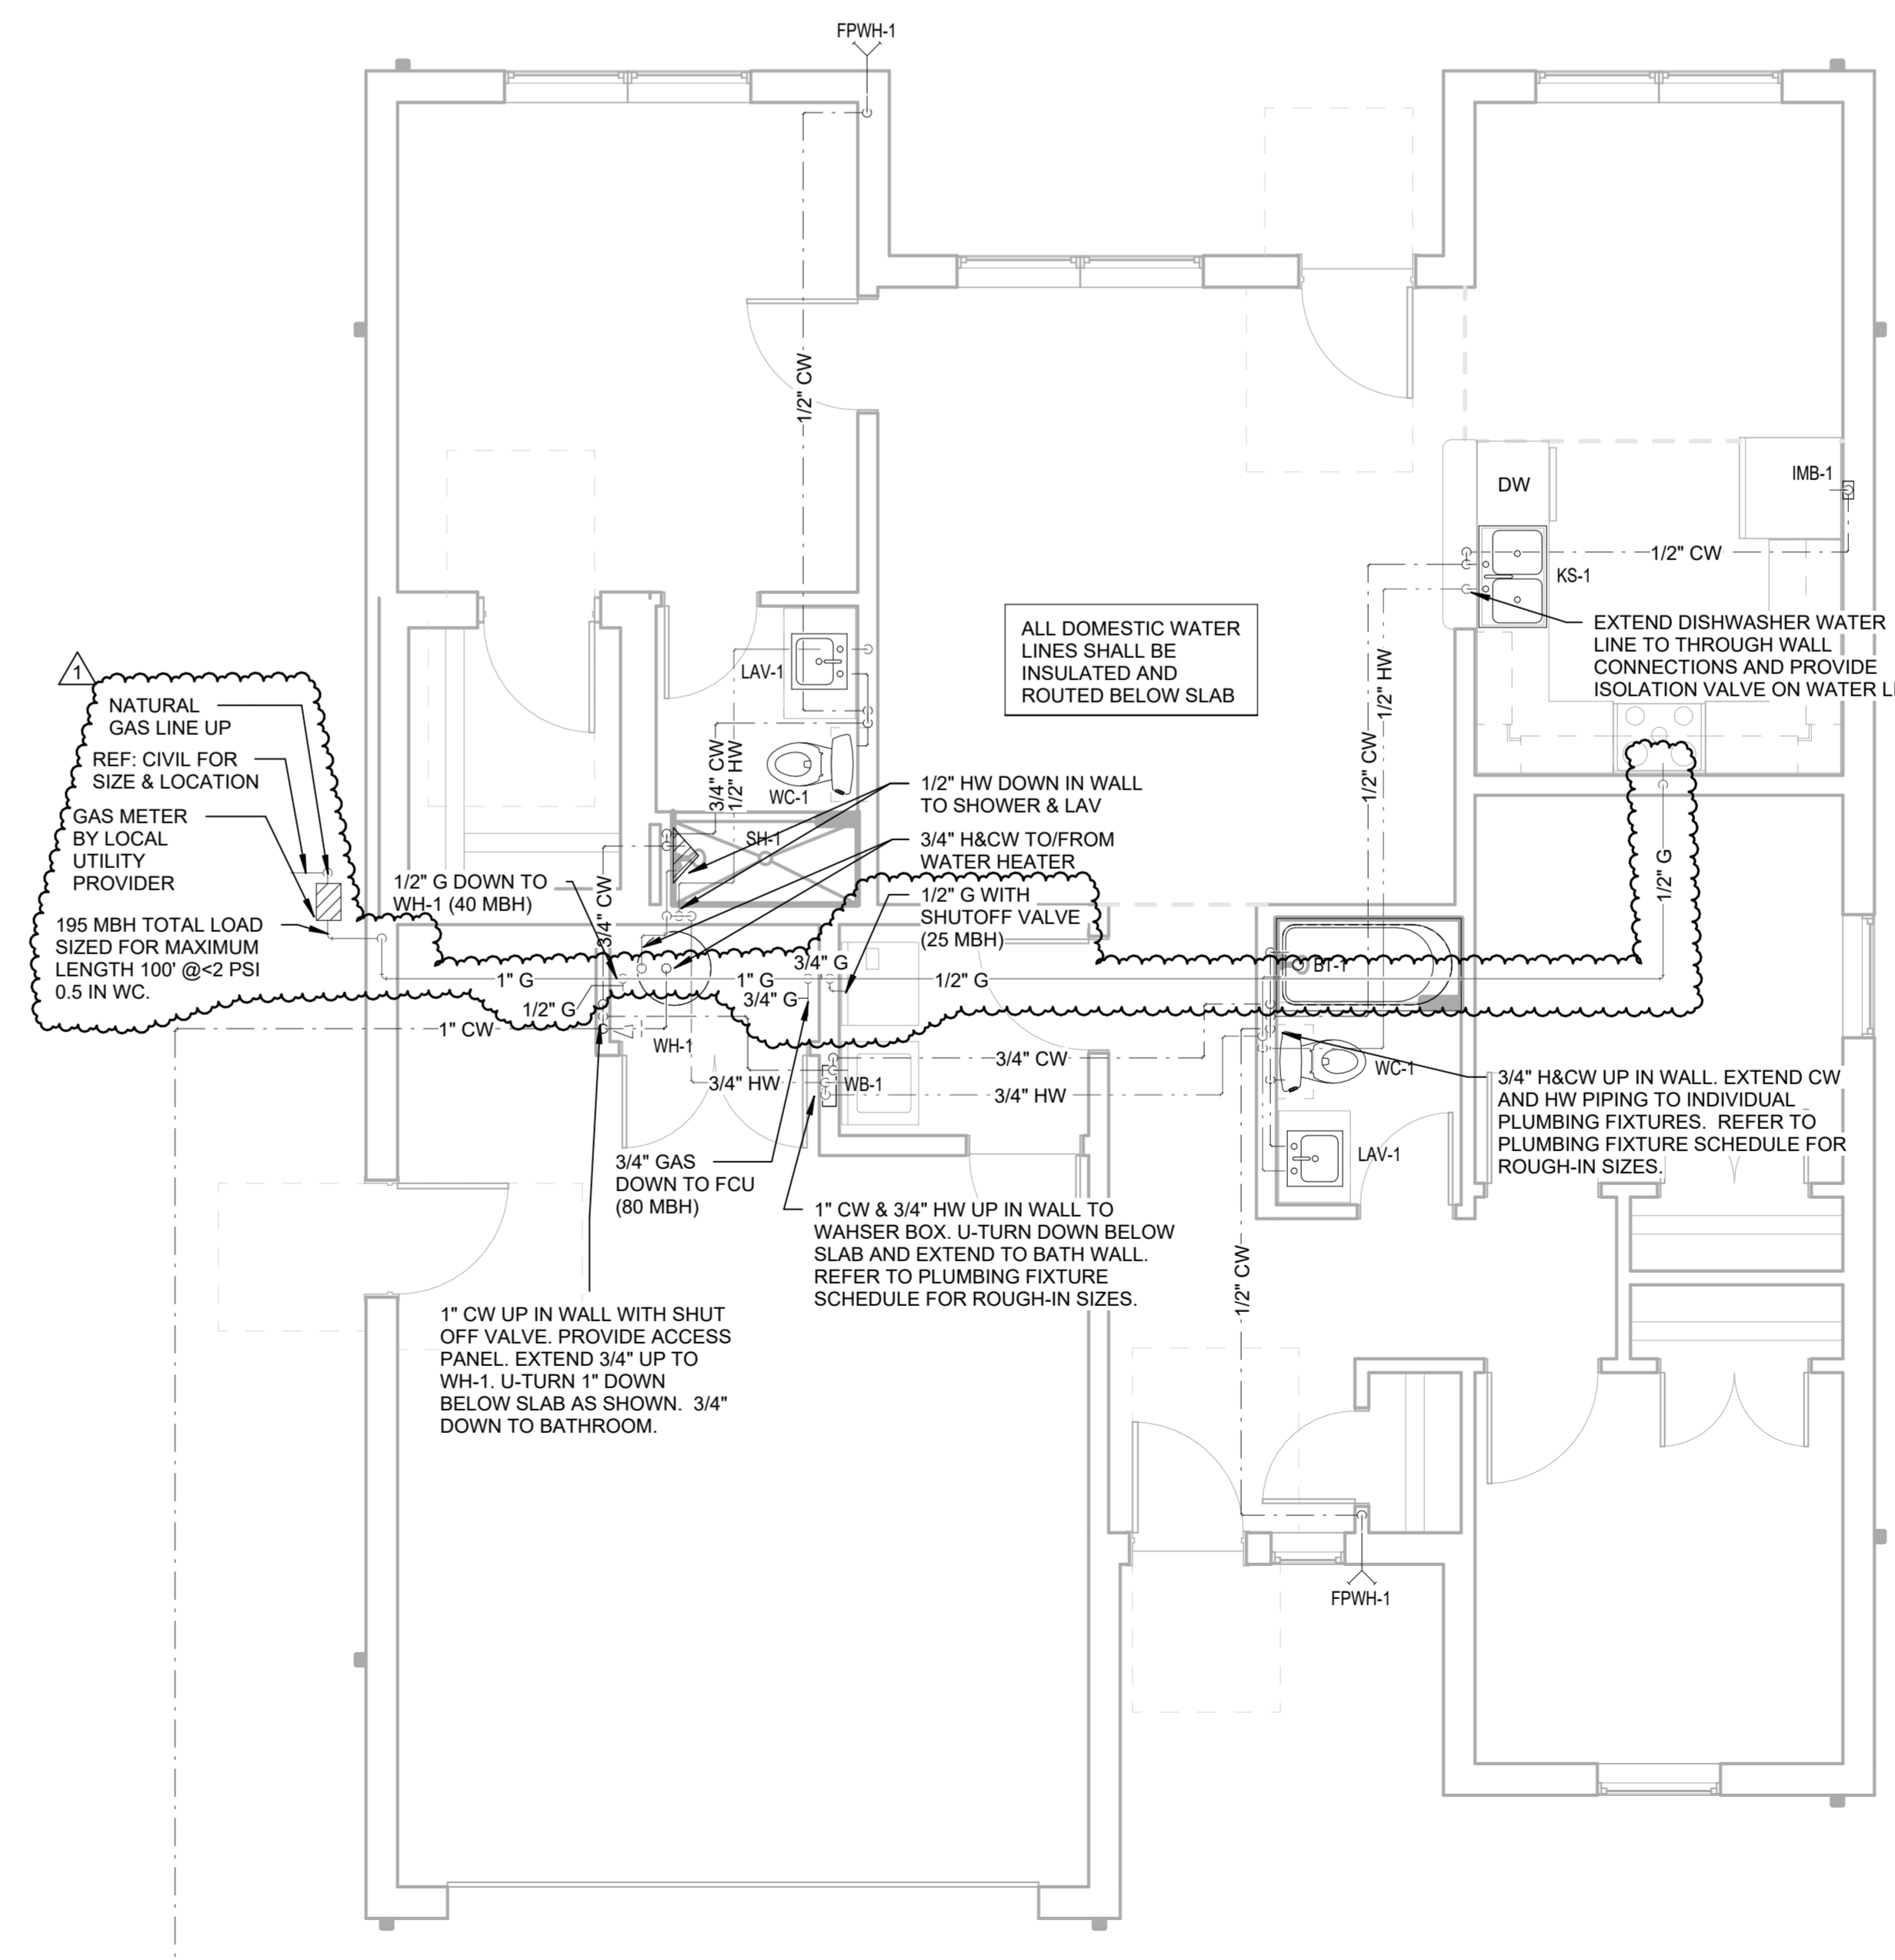 FPWH-1
1/2" CW
DW
IMB-1
1/2" CW
KS-1
EXTEND DISHWASHER WATER
LINE TO THROUGH WALL
CONNECTIONS AND PROVIDE
ISOLATION VALVE ON WATER LI
ALL DOMESTIC WATER
LINES SHALL BE
INSULATED AND
ROUTED BELOW SLAB
1/2" CW
1/2" HW
LAV-1
WC-1
3/4" CW
1/2" HW
1
NATURAL
GAS LINE UP
REF: CIVIL FOR
SIZE & LOCATION
GAS METER
BY LOCAL
UTILITY
PROVIDER
195 MBH TOTAL LOAD
SIZED FOR MAXIMUM
LENGTH 100' @<2 PSI
0.5 IN WC.
1/2" HW DOWN IN WALL
TO SHOWER & LAV
SH-1
3/4" H&CW TO/FROM
WATER HEATER
1/2" G DOWN TO
WH-1 (40 MBH)
3/4" CW
1/2" G WITH
SHUTOFF VALVE
(25 MBH)
1/2" G
BT-1
1" G
1/2" G
1" G
3/4" G
3/4" G
1/2" G
1" CW
WH-1
3/4" HW
WB-1
3/4" CW
3/4" HW
WC-1
3/4" H&CW UP IN WALL. EXTEND CW
AND HW PIPING TO INDIVIDUAL
PLUMBING FIXTURES. REFER TO
PLUMBING FIXTURE SCHEDULE FOR
ROUGH-IN SIZES.
LAV-1
3/4" GAS
DOWN TO FCU
(80 MBH)
1" CW & 3/4" HW UP IN WALL TO
WAHSER BOX. U-TURN DOWN BELOW
SLAB AND EXTEND TO BATH WALL.
REFER TO PLUMBING FIXTURE
SCHEDULE FOR ROUGH-IN SIZES.
1/2" CW
1" CW UP IN WALL WITH SHUT
OFF VALVE. PROVIDE ACCESS
PANEL. EXTEND 3/4" UP TO
WH-1. U-TURN 1" DOWN
BELOW SLAB AS SHOWN. 3/4"
DOWN TO BATHROOM.
FPWH-1